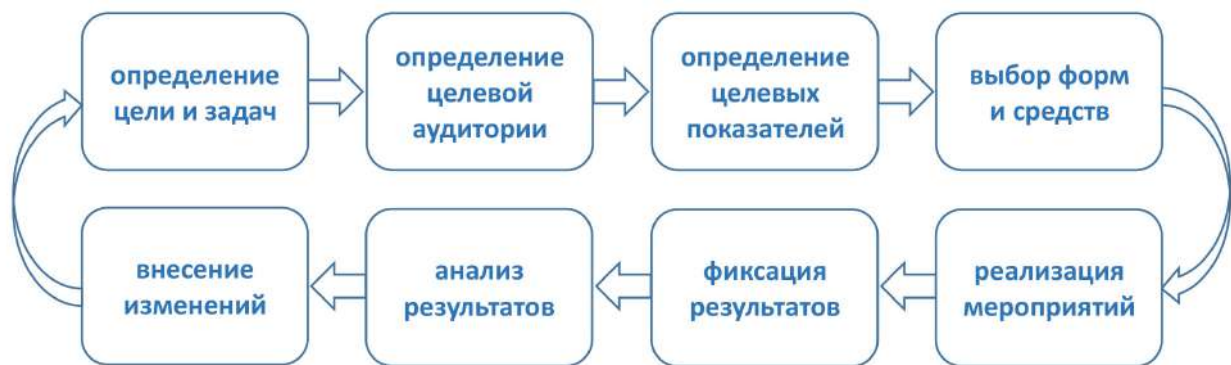 определение
цели и задач
определение
целевой
аудитории
определение
целевых
показателей
выбор форм
и средств
внесение
изменений
анализ
результатов
фиксация
результатов
реализация
мероприятий